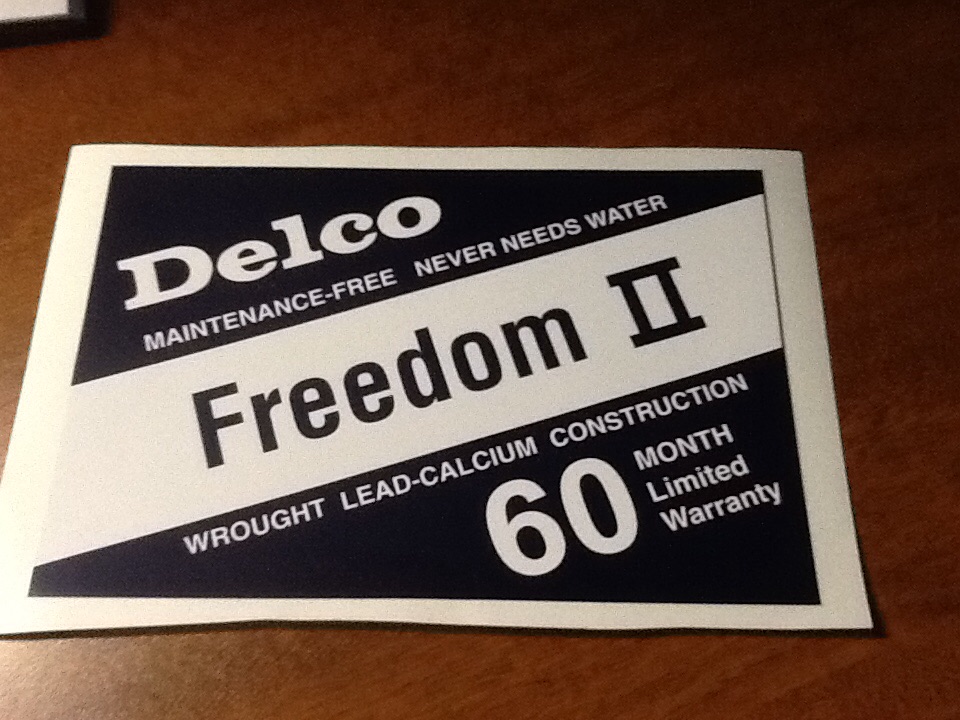 Delco
MAINTENANCE-FREE NEVER NEEDS WATER
Freedom II
WROUGHT LEAD-CALCIUM CONSTRUCTION
60 MONTH
Limited
Warranty